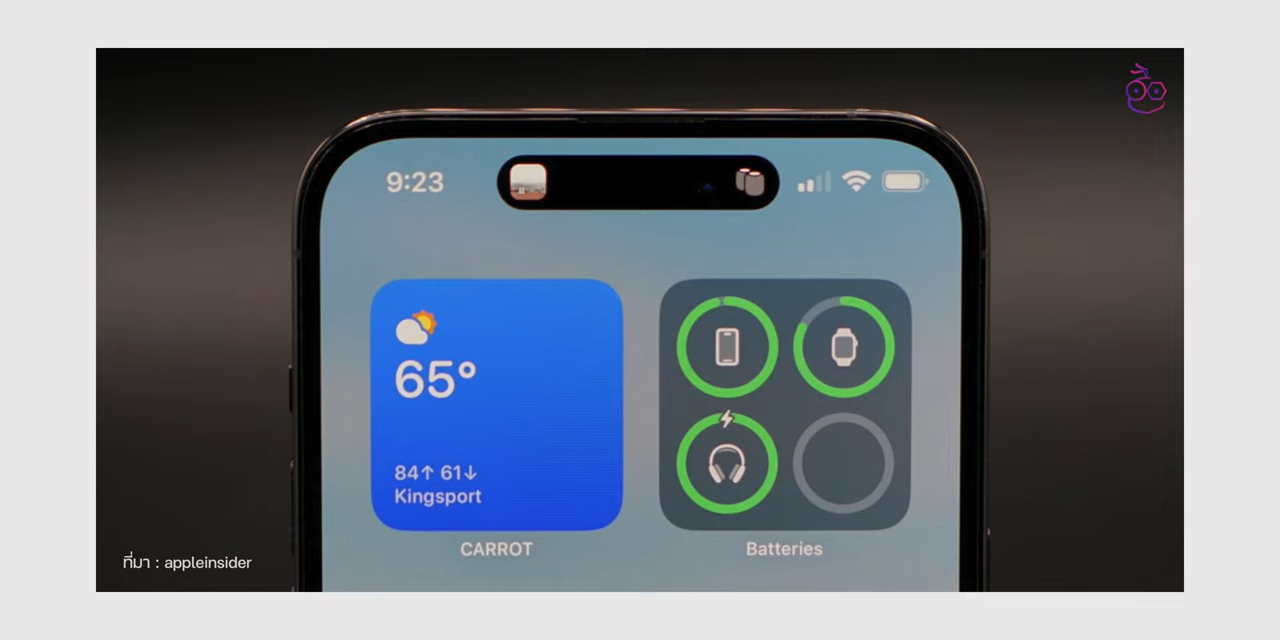 9:23
65°
84↑ 61↓
Kingsport
CARROT
Batteries
ที่มา : appleinsider